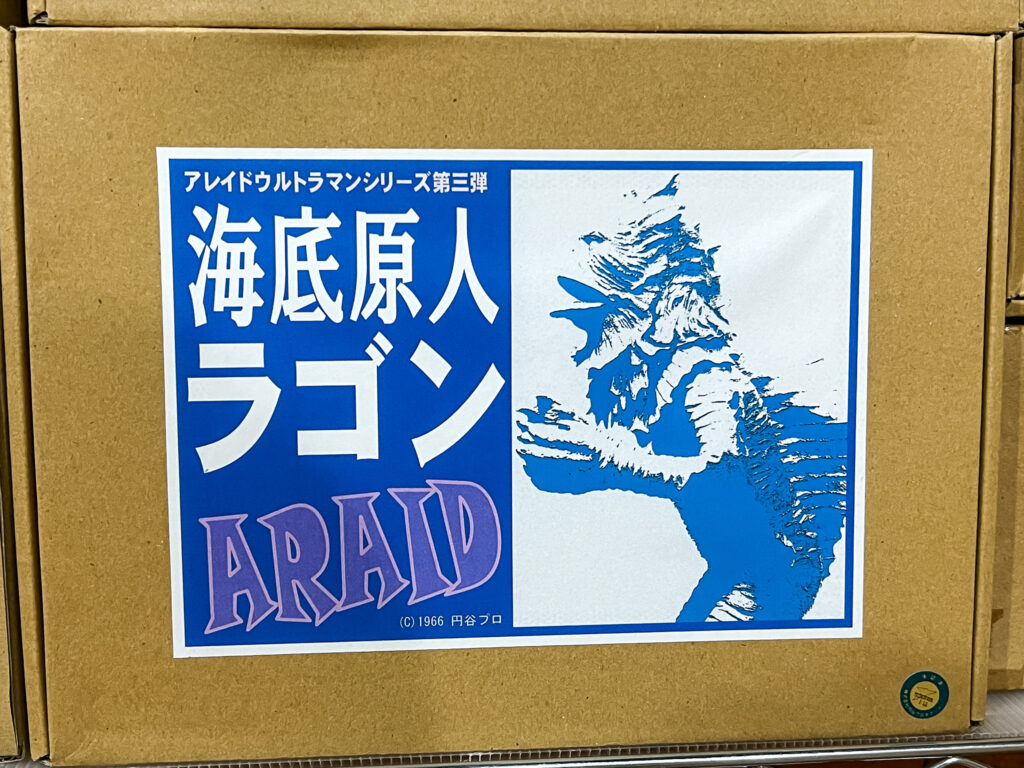 アレイドウルトラマンシリーズ第三弾
海底原人
ラゴン
ARAID
(C)1966 円谷プロ